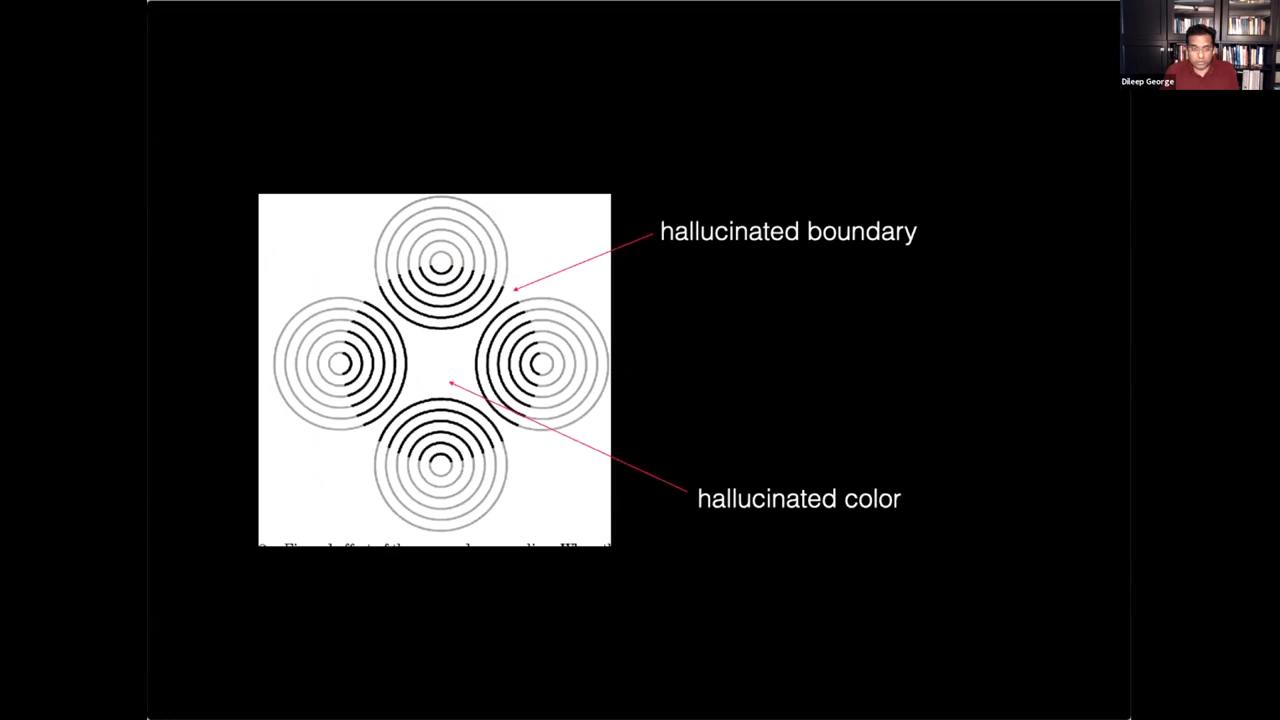 Dileep George
hallucinated boundary
hallucinated color